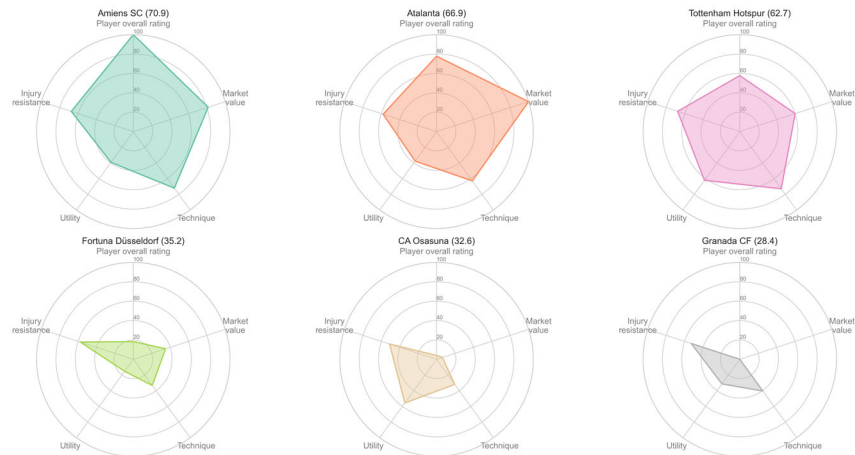 Amiens SC (70.9)
Player overall rating
100
80
60
40
20
Injury
resistance
Market
value
Utility
Technique
Atalanta (66.9)
Player overall rating
100
80
60
40
20
Injury
resistance
Market
value
Utility
Technique
Tottenham Hotspur (62.7)
Player overall rating
100
80
60
40
20
Injury
resistance
Market
value
Utility
Technique
Fortuna Düsseldorf (35.2)
Player overall rating
100
80
60
40
20
Injury
resistance
Market
value
Utility
Technique
CA Osasuna (32.6)
Player overall rating
100
80
60
40
20
Injury
resistance
Market
value
Utility
Technique
Granada CF (28.4)
Player overall rating
100
80
60
40
20
Injury
resistance
Market
value
Utility
Technique